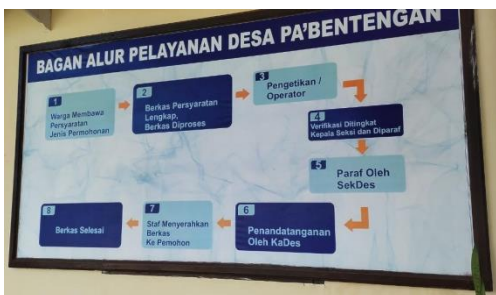 BAGAN ALUR PELAYANAN DESA PA'BENTENGAN
1
Warga Membawa
Persyaratan
Jenis Permohonan
2
Berkas Persyaratan
Lengkap,
Berkas Diproses
3
Pengetikan /
Operator
4
Verifikasi Ditingkat
Kepala Seksi dan Diparaf
5
Paraf Oleh
SekDes
6
Penandatanganan
Oleh KaDes
7
Staf Menyerahkan
Berkas
Ke Pemohon
8
Berkas Selesai